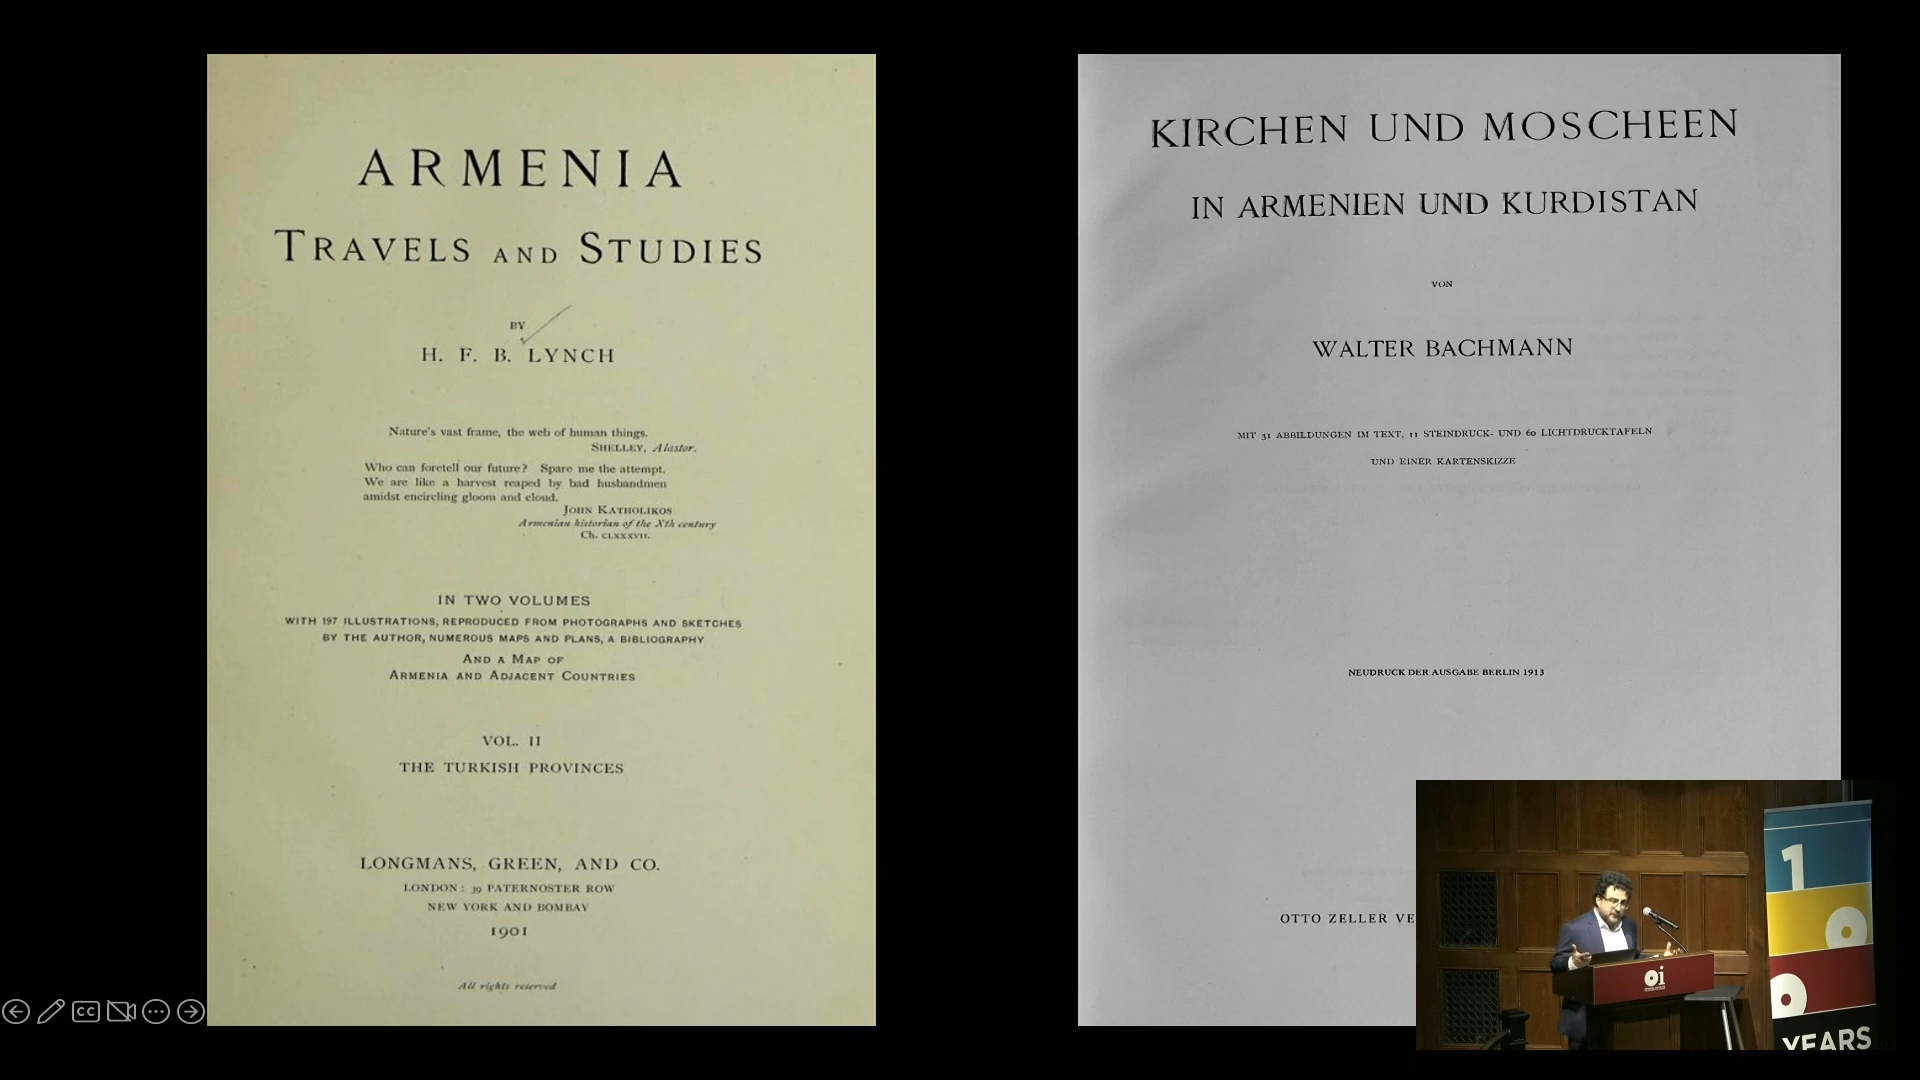 ARMENIA
TRAVELS AND STUDIES
BY
H. F. B. LYNCH
Nature's vast frame, the web of human things.
SHELLEY, Alastor.
Who can foretell our future? Spare me the attempt.
We are like a harvest reaped by bad husbandmen
amidst encircling gloom and cloud.
JOHN KATHOLIKOS
Armenian historian of the Xth century
Ch. CLXXXVII.
IN TWO VOLUMES
WITH 197 ILLUSTRATIONS, REPRODUCED FROM PHOTOGRAPHS AND SKETCHES
BY THE AUTHOR, NUMEROUS MAPS AND PLANS, A BIBLIOGRAPHY
AND A MAP OF
ARMENIA AND ADJACENT COUNTRIES
VOL. II
THE TURKISH PROVINCES
LONGMANS, GREEN, AND CO.
LONDON: 39 PATERNOSTER ROW
NEW YORK AND BOMBAY
1901
All rights reserved
KIRCHEN UND MOSCHEEN
IN ARMENIEN UND KURDISTAN
VON
WALTER BACHMANN
MIT 31 ABBILDUNGEN IM TEXT, 11 STEINDRUCK- UND 60 LICHTDRUCKTAFELN
UND EINER KARTENSKIZZE
NEUDRUCK DER AUSGABE BERLIN 1913
OTTO ZELLER VE
CC
oi
100
YEARS